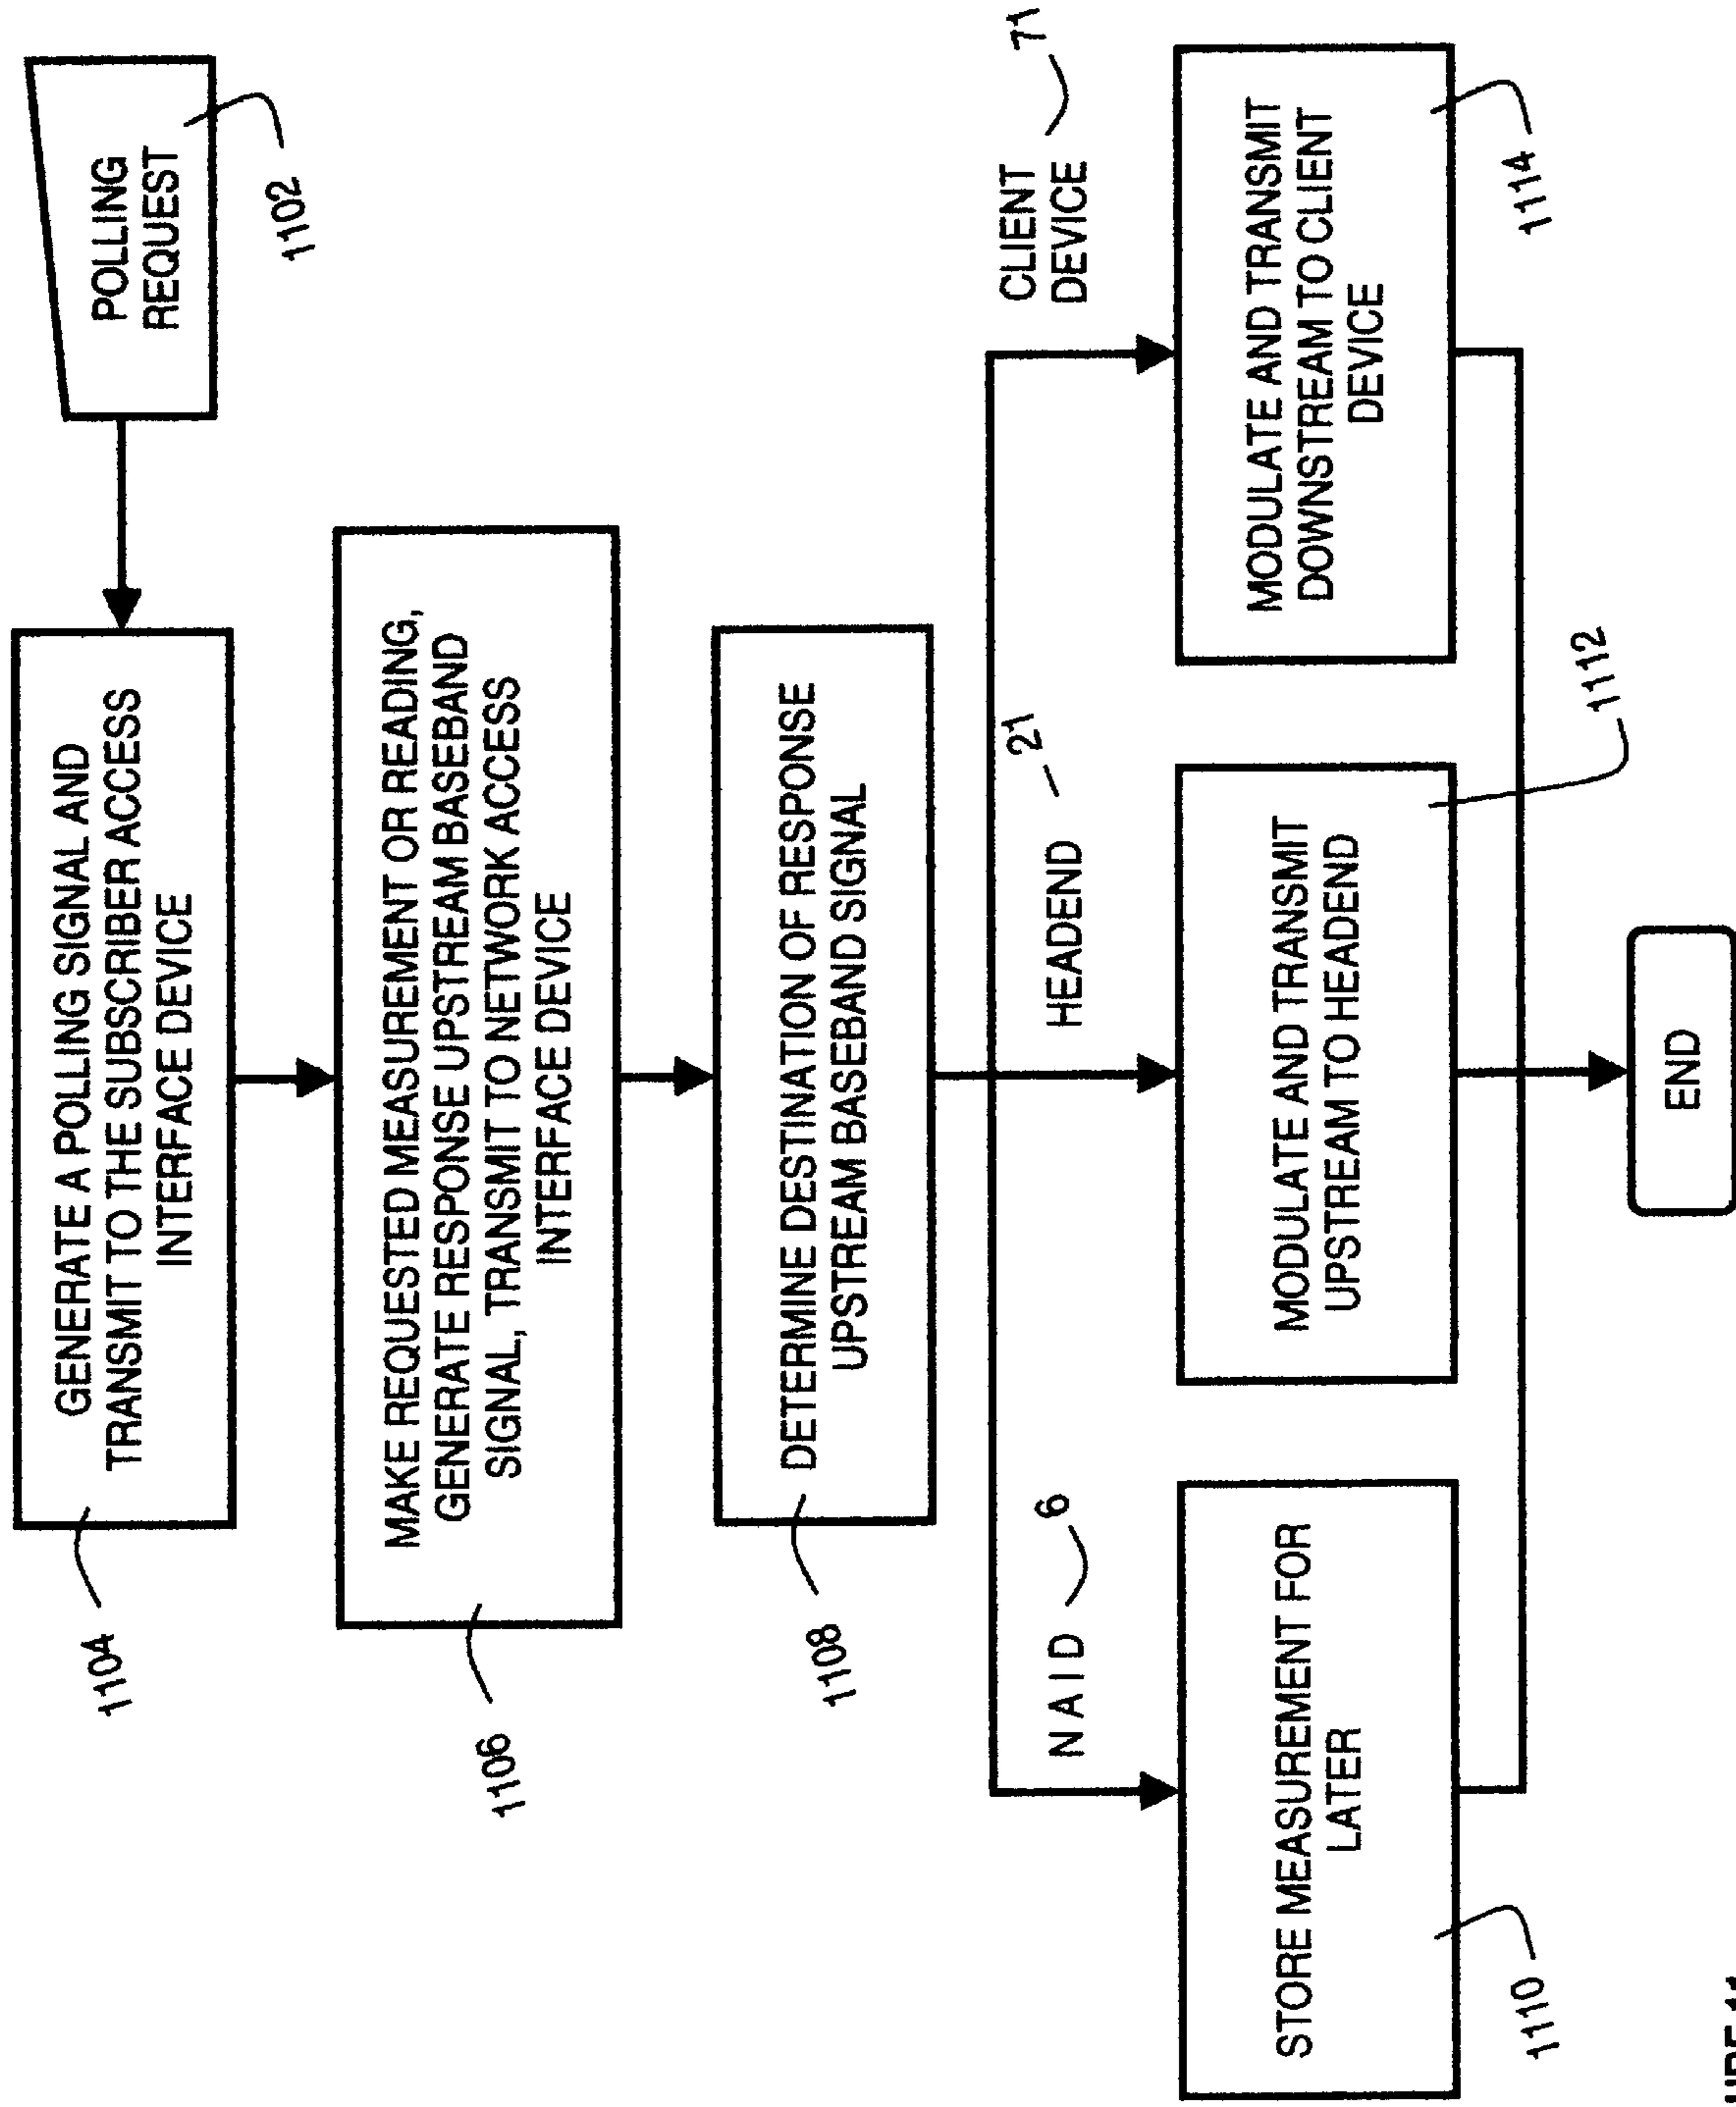 POLLING
REQUEST
1102
GENERATE A POLLING SIGNAL AND
TRANSMIT TO THE SUBSCRIBER ACCESS
INTERFACE DEVICE
1104
MAKE REQUESTED MEASUREMENT OR READING,
GENERATE RESPONSE UPSTREAM BASEBAND
SIGNAL, TRANSMIT TO NETWORK ACCESS
INTERFACE DEVICE
1106
DETERMINE DESTINATION OF RESPONSE
UPSTREAM BASEBAND SIGNAL
1108
NAID 6
HEADEND 21
CLIENT
DEVICE
71
STORE MEASUREMENT FOR
LATER
1110
MODULATE AND TRANSMIT
UPSTREAM TO HEADEND
1112
MODULATE AND TRANSMIT
DOWNSTREAM TO CLIENT
DEVICE
1114
END